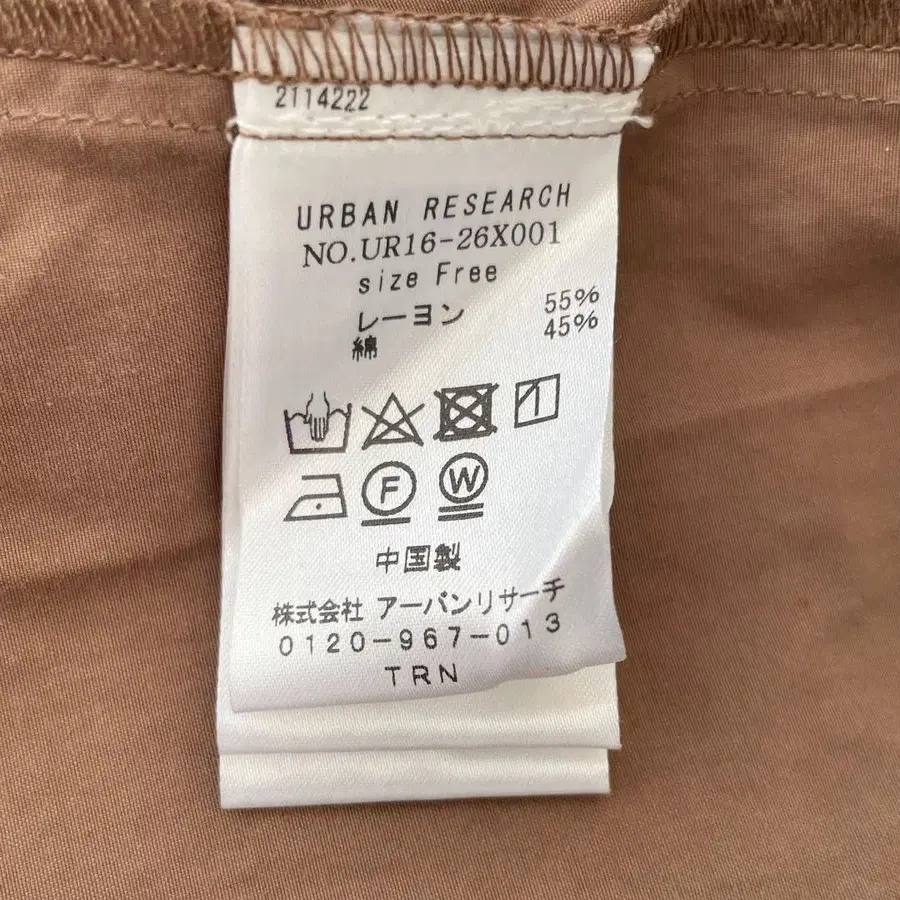 2114222
URBAN RESEARCH
NO.UR16-26X001
size Free
レーヨン 55%
綿 45%
F W
中国製
株式会社 アーバンリサーチ
0120-967-013
TRN